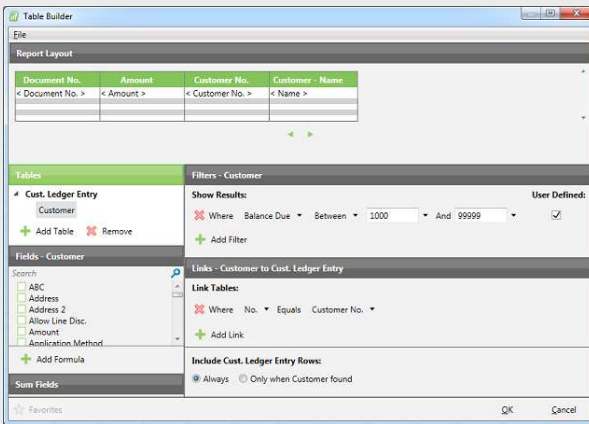 Table Builder
File
Report Layout
Document No. Amount Customer No. Customer - Name
< Document No. > < Amount > < Customer No. > < Name >
Tables
Cust. Ledger Entry
Customer
Add Table Remove
Filters - Customer
Show Results: User Defined:
Where Balance Due Between 1000 And 99999
Add Filter
Fields - Customer
Search
ABC
Address
Address 2
Allow Line Disc.
Amount
Application Method
Add Formula
Sum Fields
Links - Customer to Cust. Ledger Entry
Link Tables:
Where No. Equals Customer No.
Add Link
Include Cust. Ledger Entry Rows:
Always Only when Customer found
Favorites OK Cancel